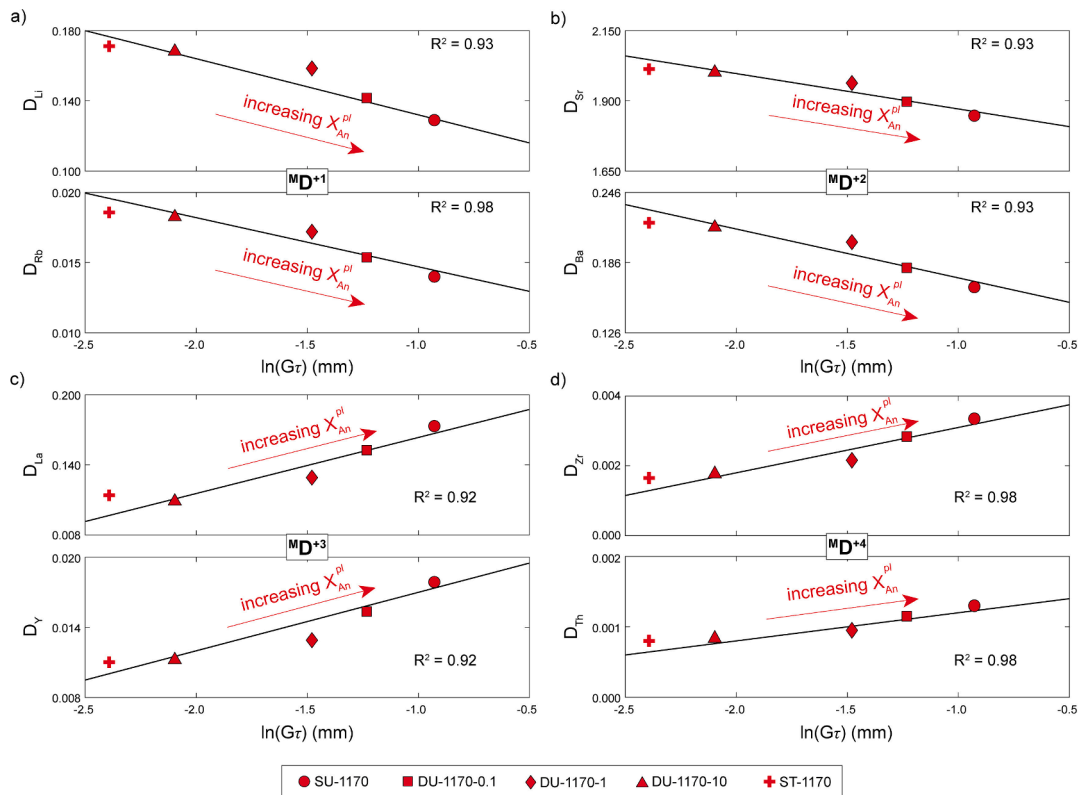 a)
0.180
0.140
0.100
D_Li
R² = 0.93
increasing X_An^pl
ᴹD⁺¹
0.020
0.015
0.010
D_Rb
R² = 0.98
increasing X_An^pl
-2.5 -2.0 -1.5 -1.0 -0.5
ln(Gτ) (mm)
b)
2.150
1.900
1.650
D_Sr
R² = 0.93
increasing X_An^pl
ᴹD⁺²
0.246
0.186
0.126
D_Ba
R² = 0.93
increasing X_An^pl
-2.5 -2.0 -1.5 -1.0 -0.5
ln(Gτ) (mm)
c)
0.200
0.140
0.008
D_La
increasing X_An^pl
R² = 0.92
ᴹD⁺³
0.020
0.014
0.008
D_Y
increasing X_An^pl
R² = 0.92
-2.5 -2.0 -1.5 -1.0 -0.5
ln(Gτ) (mm)
d)
0.004
0.002
0.000
D_Zr
increasing X_An^pl
R² = 0.98
ᴹD⁺⁴
0.002
0.001
0.000
D_Th
increasing X_An^pl
R² = 0.98
-2.5 -2.0 -1.5 -1.0 -0.5
ln(Gτ) (mm)
SU-1170 DU-1170-0.1 DU-1170-1 DU-1170-10 ST-1170